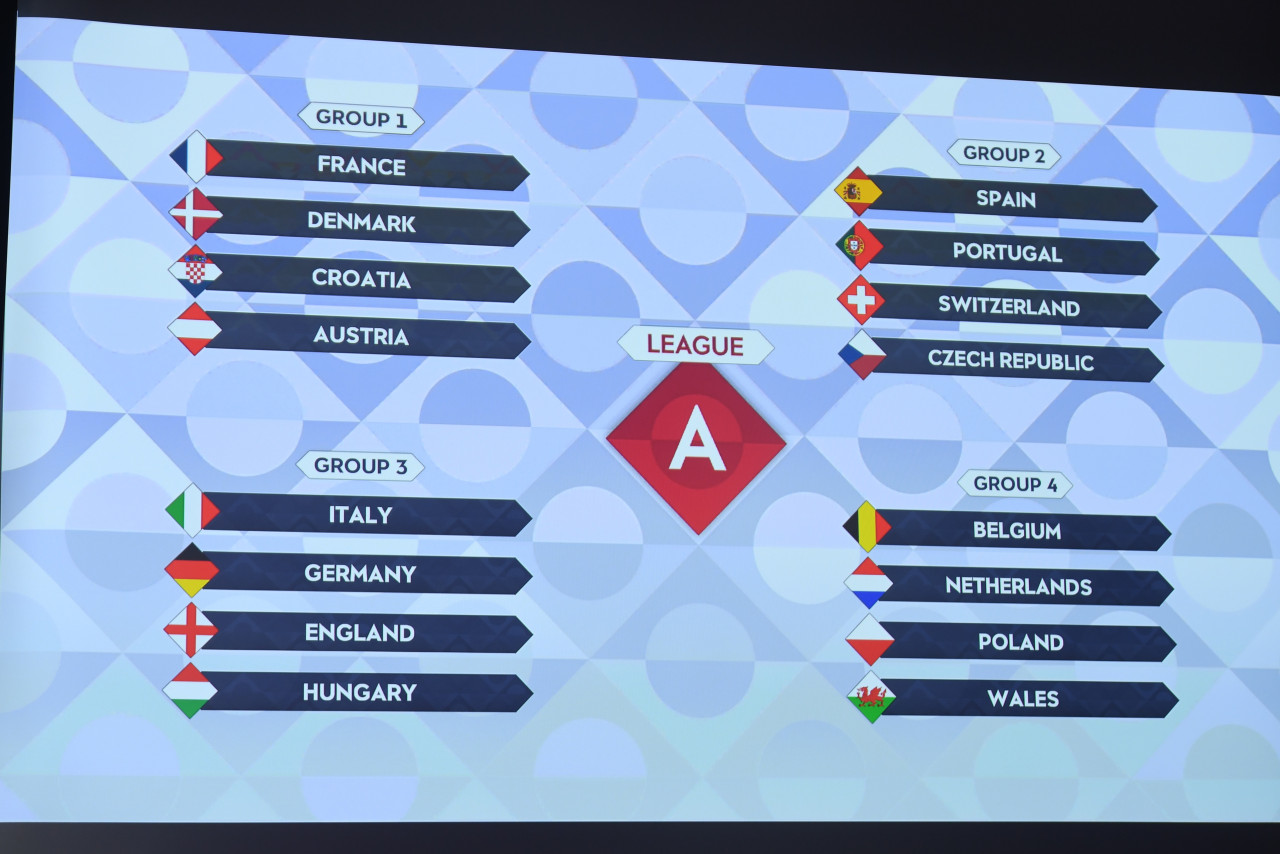 GROUP 1
FRANCE
DENMARK
CROATIA
AUSTRIA
GROUP 2
SPAIN
PORTUGAL
SWITZERLAND
CZECH REPUBLIC
LEAGUE
A
GROUP 3
ITALY
GERMANY
ENGLAND
HUNGARY
GROUP 4
BELGIUM
NETHERLANDS
POLAND
WALES